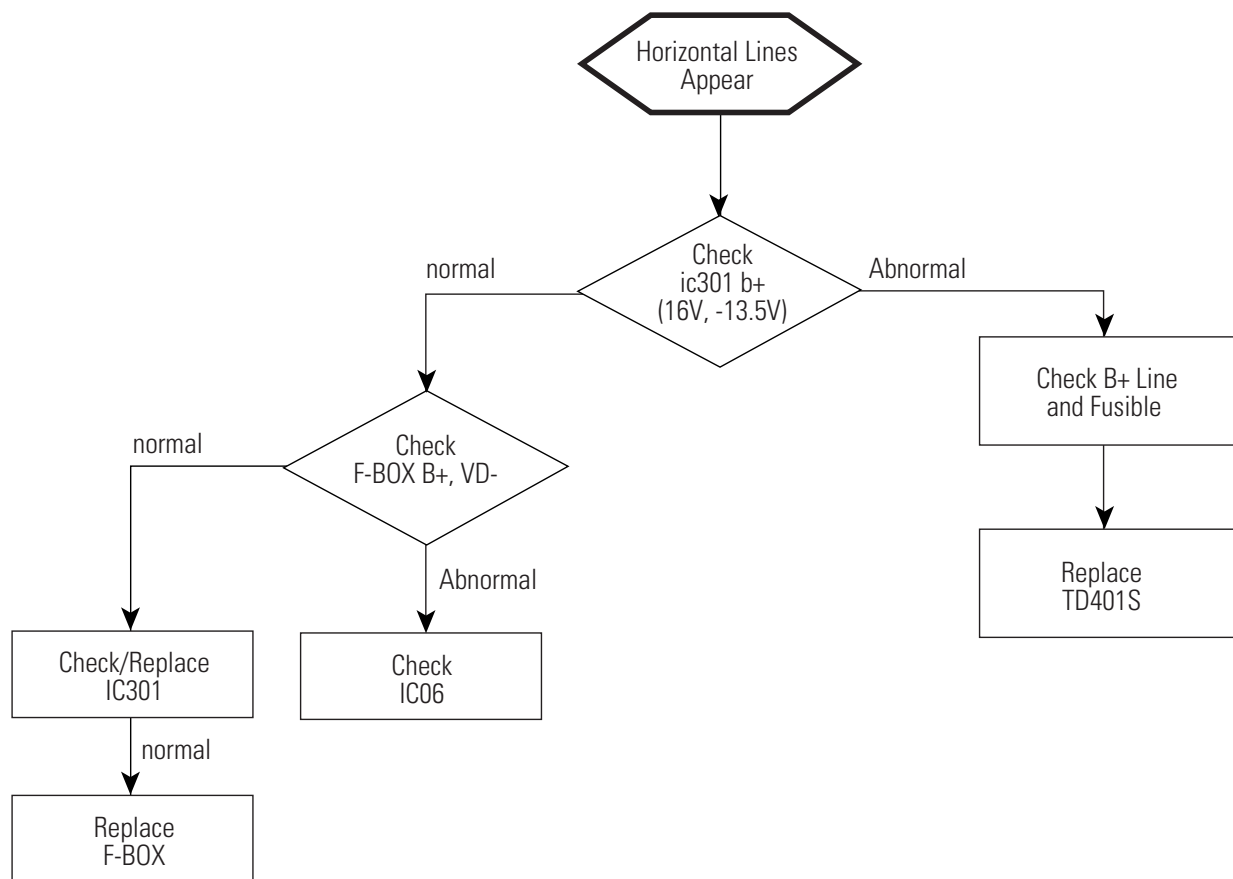 Horizontal Lines
Appear
Check
ic301 b+
(16V, -13.5V)
normal
Abnormal
Check B+ Line
and Fusible
Check
F-BOX B+, VD-
normal
Abnormal
Replace
TD401S
Check/Replace
IC301
Check
IC06
normal
Replace
F-BOX